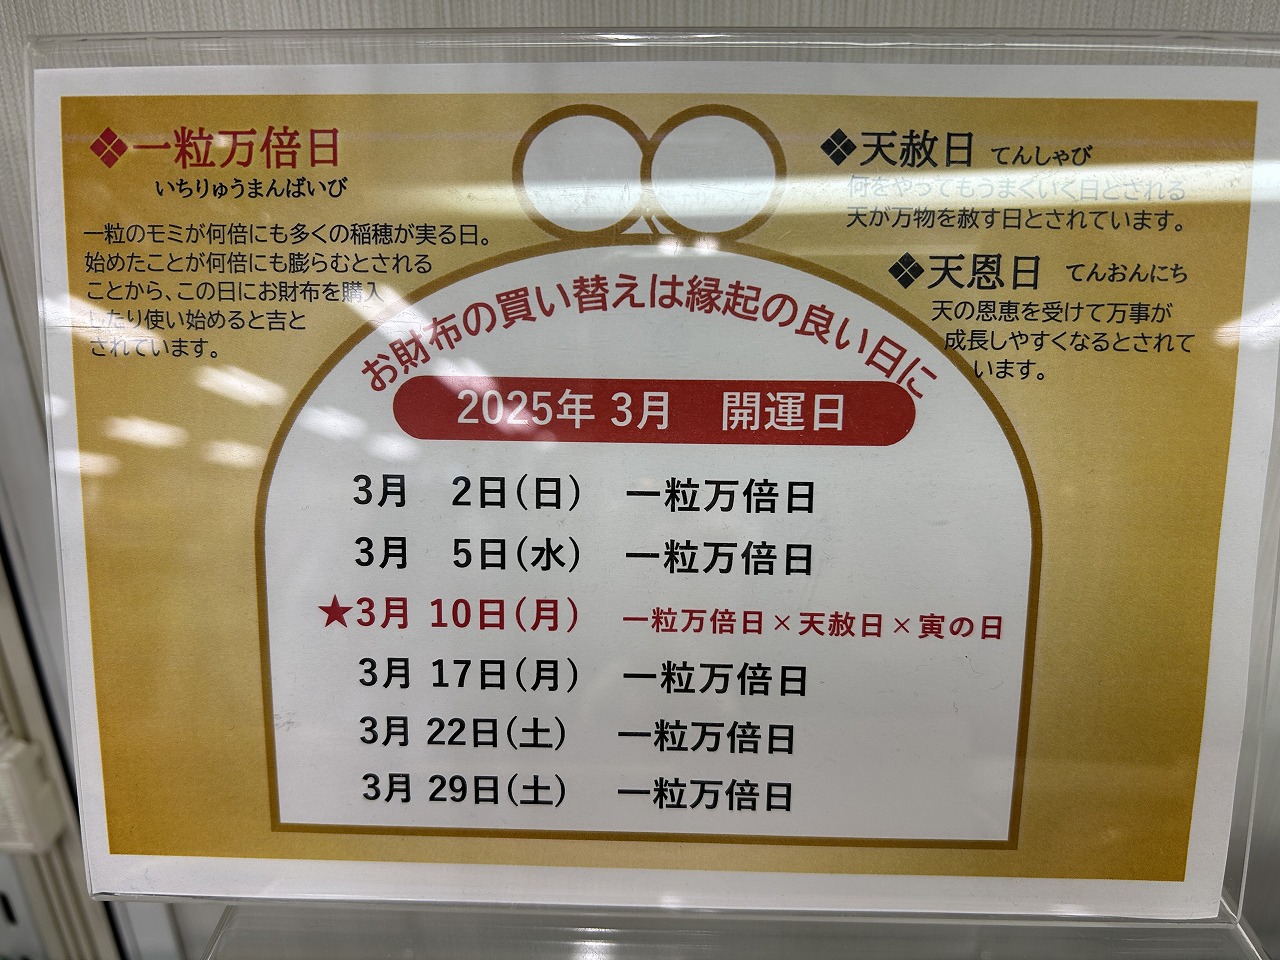 ❖一粒万倍日
いちりゅうまんばいび
一粒のモミが何倍にも多くの稲穂が実る日。
始めたことが何倍にも膨らむとされる
ことから、この日にお財布を購入
したり使い始めると吉と
されています。
❖天赦日 てんしゃび
何をやってもうまくいく日とされる
天が万物を赦す日とされています。
❖天恩日 てんおんにち
天の恩恵を受けて万事が
成長しやすくなるとされて
います。
お財布の買い替えは縁起の良い日に
2025年 3月 開運日
3月 2日(日) 一粒万倍日
3月 5日(水) 一粒万倍日
★3月 10日(月) 一粒万倍日×天赦日×寅の日
3月 17日(月) 一粒万倍日
3月 22日(土) 一粒万倍日
3月 29日(土) 一粒万倍日